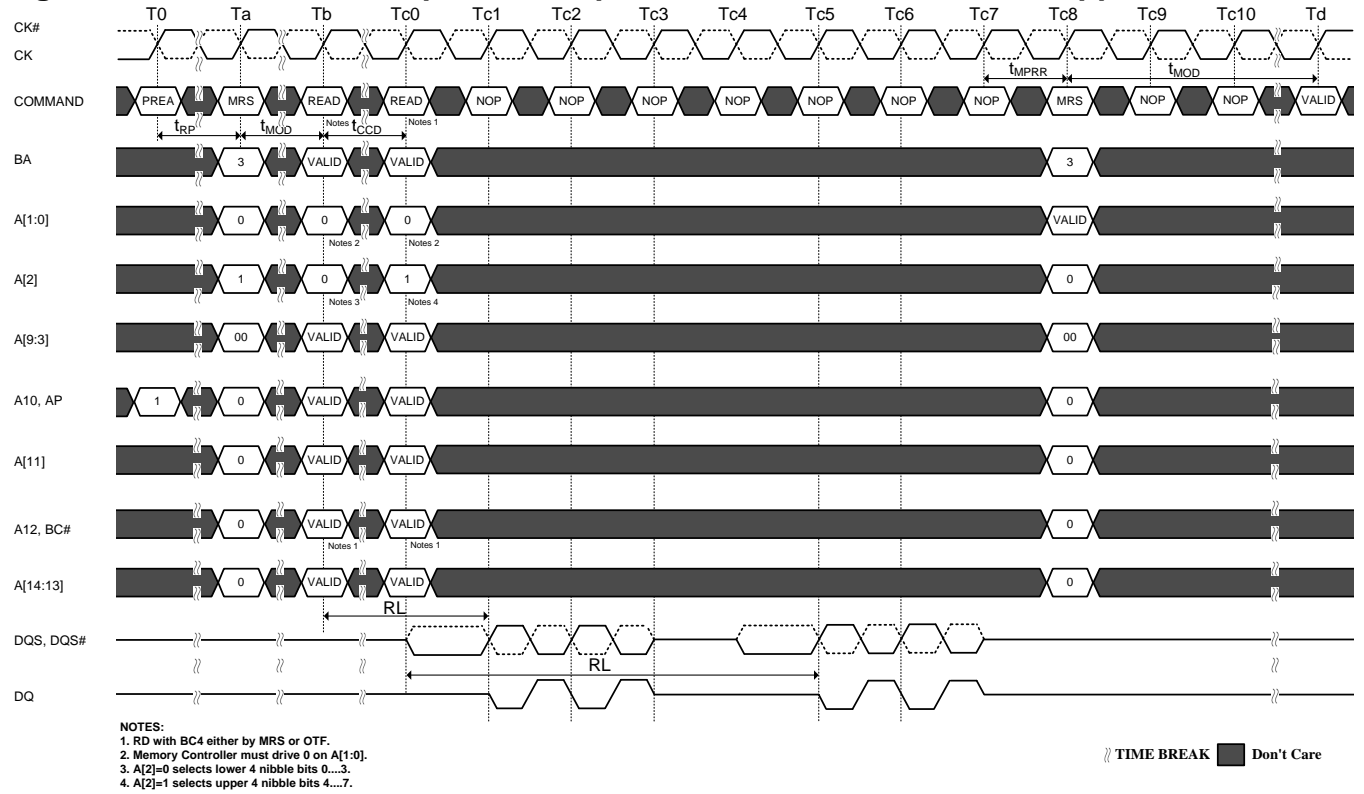 T0 Ta Tb Tc0 Tc1 Tc2 Tc3 Tc4 Tc5 Tc6 Tc7 Tc8 Tc9 Tc10 Td
CK#
CK
tMPRR tMOD
COMMAND PREA MRS READ READ NOP NOP NOP NOP NOP NOP NOP MRS NOP NOP VALID
Notes 1 Notes 1
tRP tMOD tCCD
BA 3 VALID VALID 3
A[1:0] 0 0 0 VALID
Notes 2 Notes 2
A[2] 1 0 1 0
Notes 3 Notes 4
A[9:3] 00 VALID VALID 00
A10, AP 1 0 VALID VALID 0
A[11] 0 VALID VALID 0
A12, BC# 0 VALID VALID 0
Notes 1 Notes 1
A[14:13] 0 VALID VALID 0
RL
DQS, DQS#
RL
DQ
NOTES:
1. RD with BC4 either by MRS or OTF.
2. Memory Controller must drive 0 on A[1:0].
3. A[2]=0 selects lower 4 nibble bits 0....3.
4. A[2]=1 selects upper 4 nibble bits 4....7.
TIME BREAK Don't Care